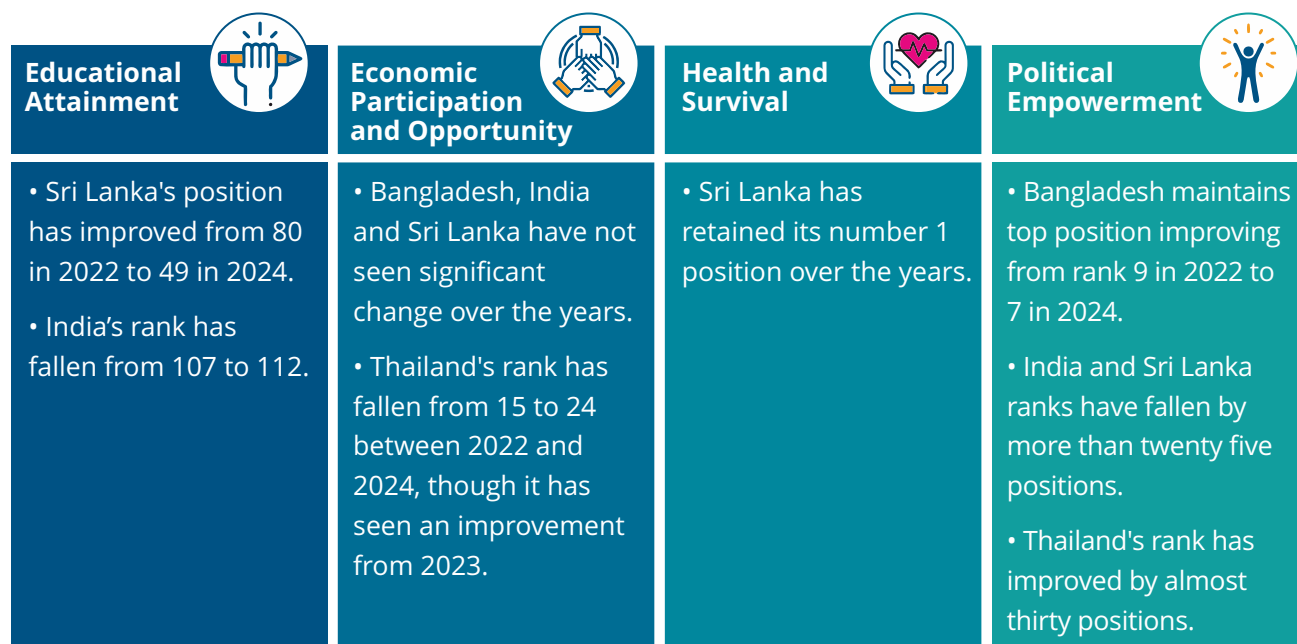 Educational
Attainment
• Sri Lanka's position
has improved from 80
in 2022 to 49 in 2024.
• India’s rank has
fallen from 107 to 112.
Economic
Participation
and Opportunity
• Bangladesh, India
and Sri Lanka have not
seen significant
change over the years.
• Thailand's rank has
fallen from 15 to 24
between 2022 and
2024, though it has
seen an improvement
from 2023.
Health and
Survival
• Sri Lanka has
retained its number 1
position over the years.
Political
Empowerment
• Bangladesh maintains
top position improving
from rank 9 in 2022 to
7 in 2024.
• India and Sri Lanka
ranks have fallen by
more than twenty five
positions.
• Thailand's rank has
improved by almost
thirty positions.